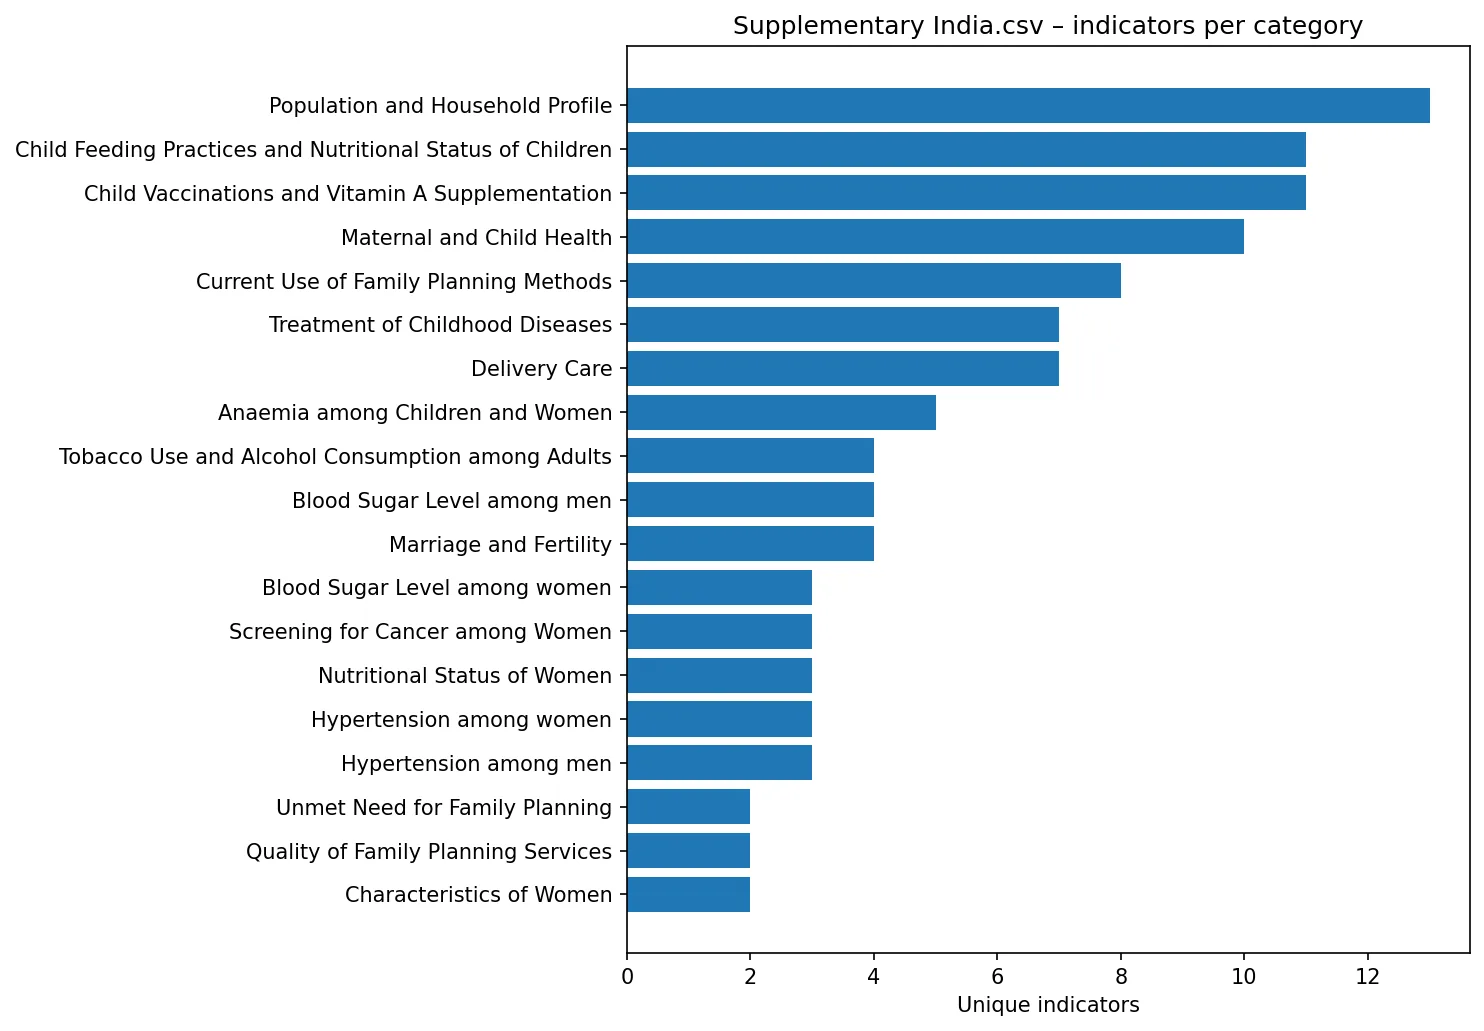 Supplementary India.csv – indicators per category
Population and Household Profile
Child Feeding Practices and Nutritional Status of Children
Child Vaccinations and Vitamin A Supplementation
Maternal and Child Health
Current Use of Family Planning Methods
Treatment of Childhood Diseases
Delivery Care
Anaemia among Children and Women
Tobacco Use and Alcohol Consumption among Adults
Blood Sugar Level among men
Marriage and Fertility
Blood Sugar Level among women
Screening for Cancer among Women
Nutritional Status of Women
Hypertension among women
Hypertension among men
Unmet Need for Family Planning
Quality of Family Planning Services
Characteristics of Women
0 2 4 6 8 10 12
Unique indicators